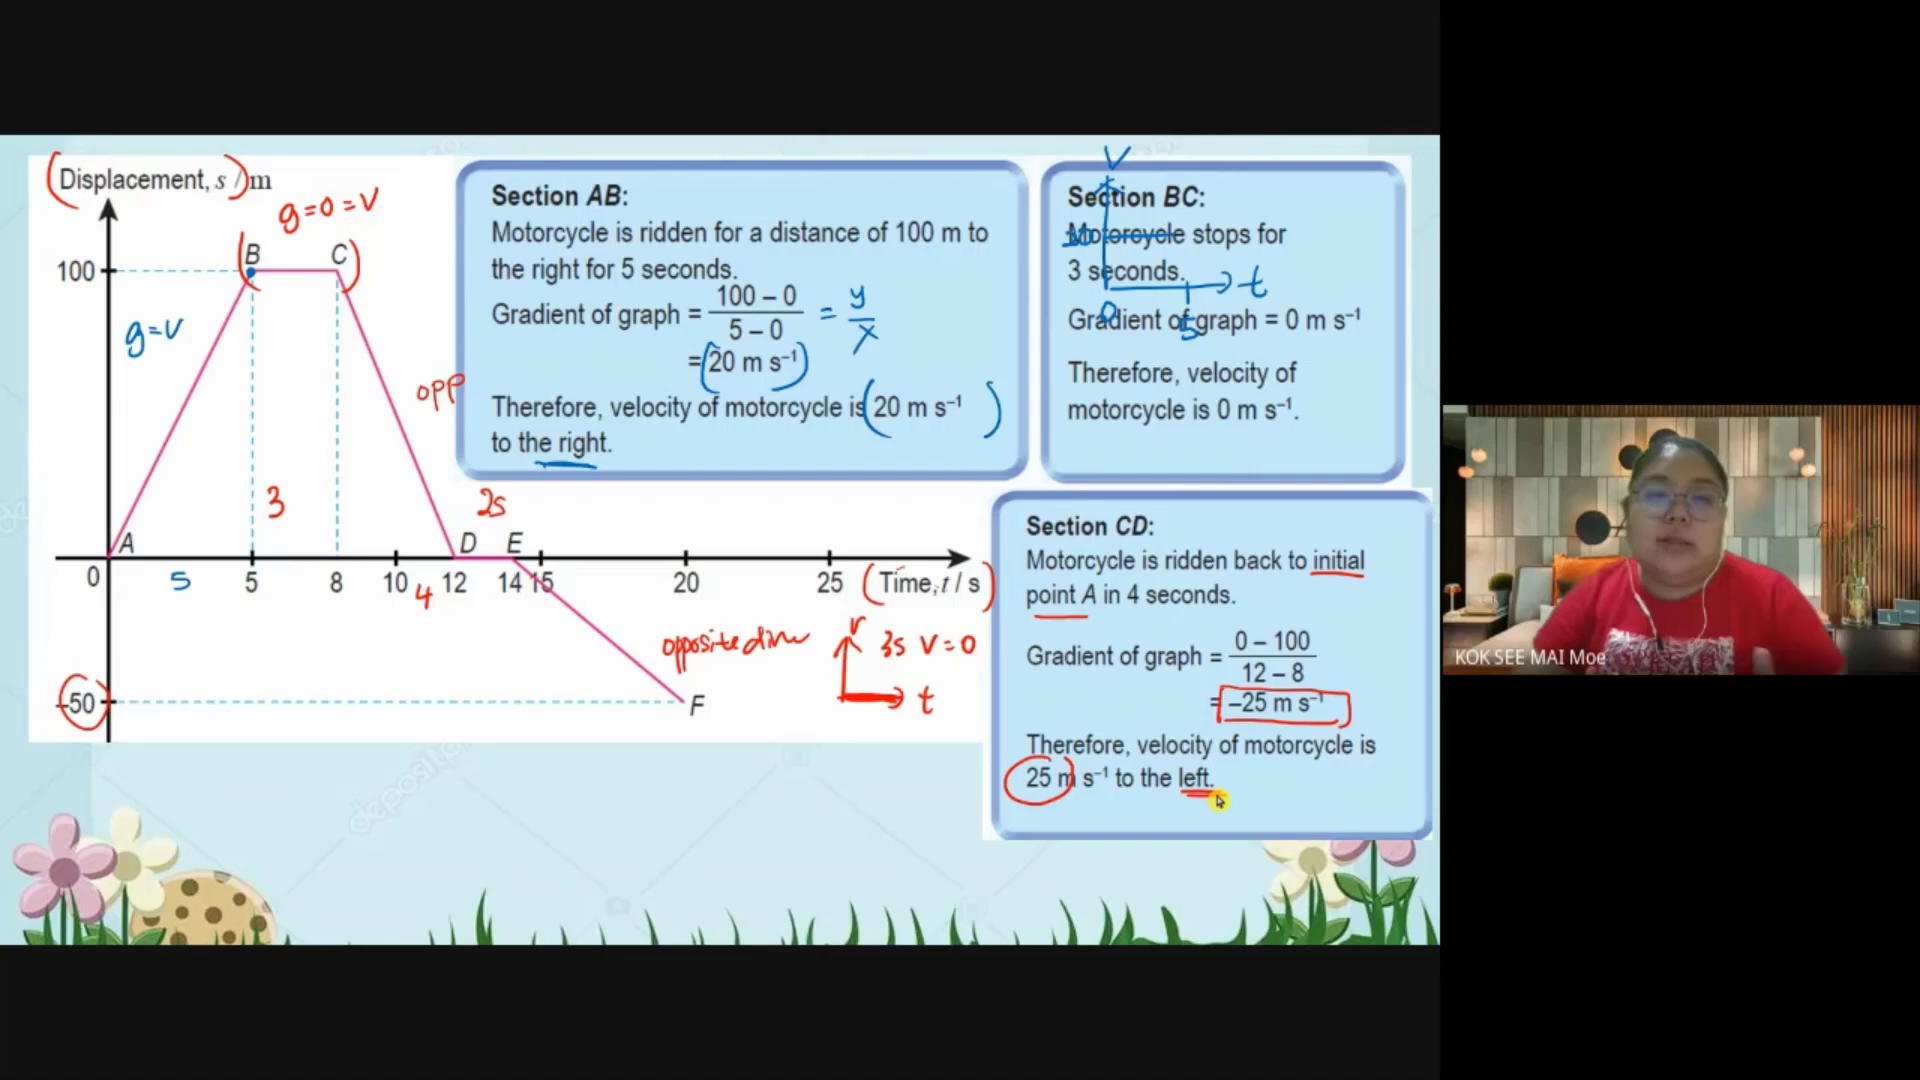 Displacement, s / m
g=0=V
B
C
100
g=V
opp
3
2s
A
D
E
0
5
5
8
10
4
12
14
15
20
25
Time, t / s
opposite dirn
V
3s V=0
t
-50
F
Section AB:
Motorcycle is ridden for a distance of 100 m to
the right for 5 seconds.
Gradient of graph = 100 – 0 / 5 – 0 = y / x
= 20 m s⁻¹
Therefore, velocity of motorcycle is 20 m s⁻¹
to the right.
V
Section BC:
20
Motorcycle stops for
3 seconds.
t
0
5
Gradient of graph = 0 m s⁻¹
Therefore, velocity of
motorcycle is 0 m s⁻¹.
Section CD:
Motorcycle is ridden back to initial
point A in 4 seconds.
Gradient of graph = 0 – 100 / 12 – 8
= –25 m s⁻¹
Therefore, velocity of motorcycle is
25 m s⁻¹ to the left.
KOK SEE MAI Moe